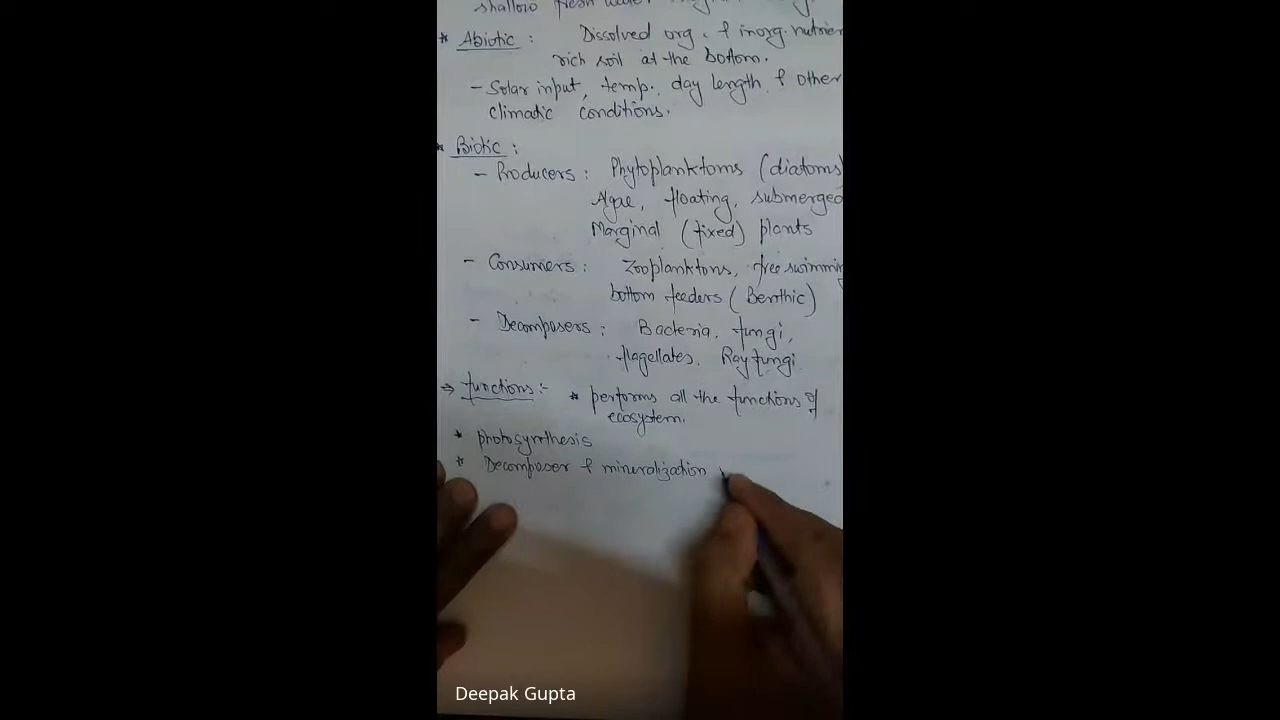 shallow fresh water
* Abiotic : Dissolved org. & inorg. nutrien
rich soil at the bottom.
- Solar input, temp., day length & other
climatic conditions.
* Biotic :
- Producers : Phytoplanktoms (diatoms)
Algae, floating, submerged
Marginal (fixed) plants
- Consumers : Zooplanktons, free swimmin
bottom feeders (Benthic)
- Decomposers : Bacteria, fungi,
flagellates. Ray fungi.
⇒ functions :- * performs all the functions of
ecosystem.
* photosynthesis
* Decomposer & mineralization
Deepak Gupta